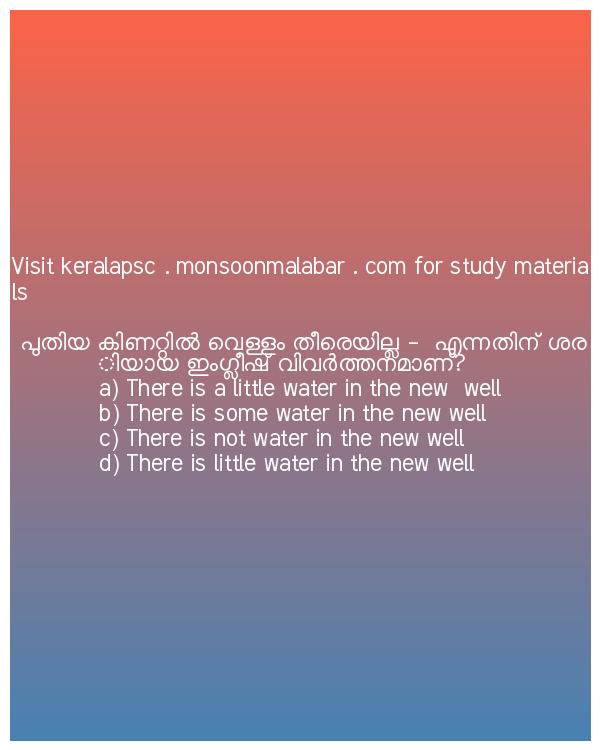 Visit keralapsc . monsoonmalabar . com for study materia
ls
പുതിയ കിണറ്റിൽ വെള്ളം തീരെയില്ല - എന്നതിന് ശര
ിയായ ഇംഗ്ലീഷ് വിവർത്തനമാണ്?
a) There is a little water in the new well
b) There is some water in the new well
c) There is not water in the new well
d) There is little water in the new well